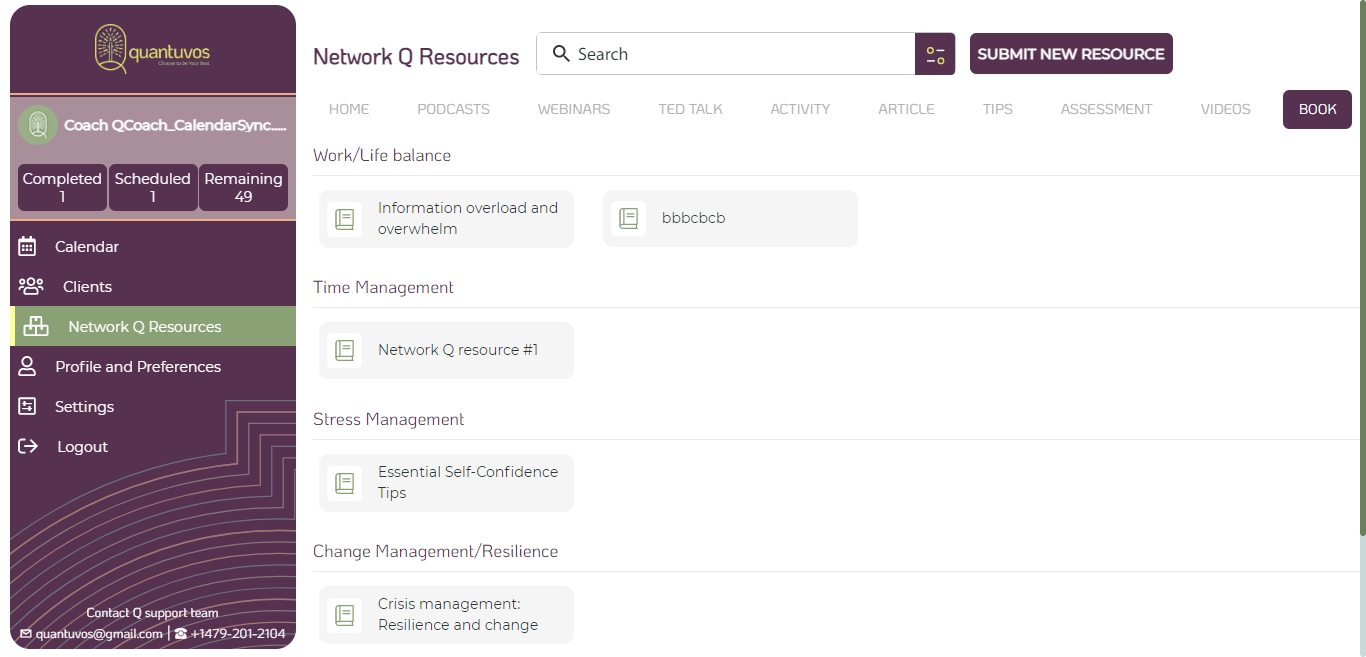 quantuvos
Choose to be Your Best
Coach QCoach_CalendarSync.....
Completed
1
Scheduled
1
Remaining
49
Calendar
Clients
Network Q Resources
Profile and Preferences
Settings
Logout
Contact Q support team
quantuvos@gmail.com | +1479-201-2104
Network Q Resources
Search
SUBMIT NEW RESOURCE
HOME PODCASTS WEBINARS TED TALK ACTIVITY ARTICLE TIPS ASSESSMENT VIDEOS BOOK
Work/Life balance
Information overload and
overwhelm
bbbcbcb
Time Management
Network Q resource #1
Stress Management
Essential Self-Confidence
Tips
Change Management/Resilience
Crisis management:
Resilience and change